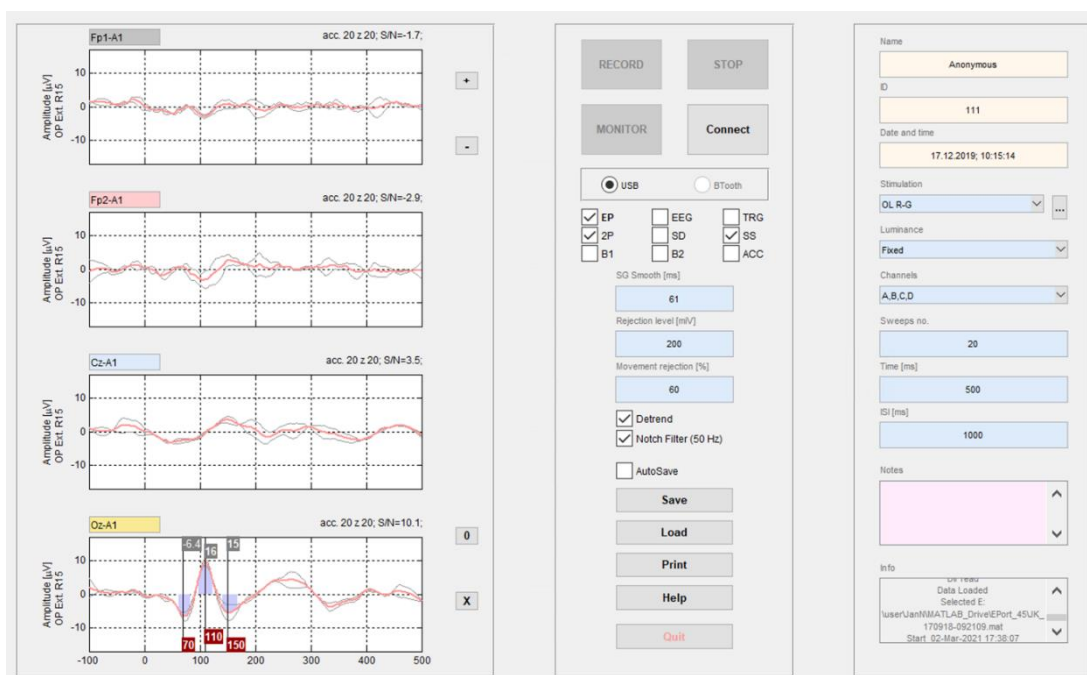 Fp1-A1
acc. 20 z 20; S/N=-1.7;
Amplitude [µV]
OP Ext. R15
10
0
-10
+
-
Fp2-A1
acc. 20 z 20; S/N=-2.9;
Amplitude [µV]
OP Ext. R15
10
0
-10
Cz-A1
acc. 20 z 20; S/N=3.5;
Amplitude [µV]
OP Ext. R15
10
0
-10
Oz-A1
acc. 20 z 20; S/N=10.1;
Amplitude [µV]
OP Ext. R15
10
0
-10
-6.4
16
15
70
110
150
-100 0 100 200 300 400 500
0
X
RECORD STOP
MONITOR Connect
USB BTooth
EP EEG TRG
2P SD SS
B1 B2 ACC
SG Smooth [ms]
61
Rejection level [mV]
200
Movement rejection [%]
60
Detrend
Notch Filter (50 Hz)
AutoSave
Save
Load
Print
Help
Quit
Name
Anonymous
ID
111
Date and time
17.12.2019; 10:15:14
Stimulation
OL R-G
...
Luminance
Fixed
Channels
A,B,C,D
Sweeps no.
20
Time [ms]
500
ISI [ms]
1000
Notes
Info
Data Loaded
Selected E:
\user\JanN\MATLAB_Drive\EPort_45\UK_
170918-092109.mat
Start 02-Mar-2021 17:38:07